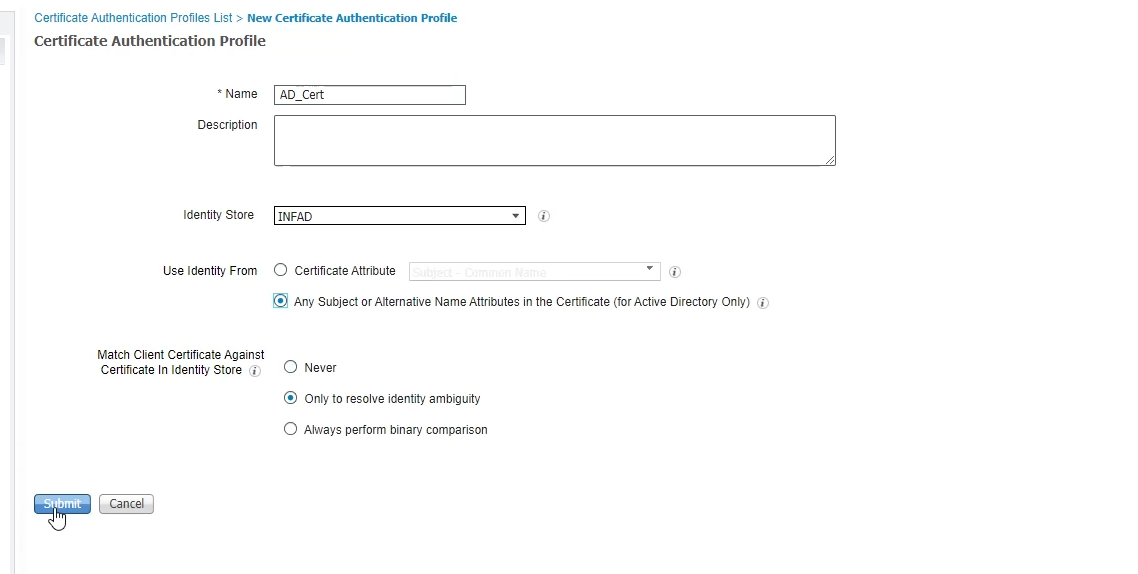 Certificate Authentication Profiles List > New Certificate Authentication Profile
Certificate Authentication Profile
* Name AD_Cert
Description
Identity Store INFAD
Use Identity From Certificate Attribute Subject - Common Name
Any Subject or Alternative Name Attributes in the Certificate (for Active Directory Only)
Match Client Certificate Against
Certificate In Identity Store
Never
Only to resolve identity ambiguity
Always perform binary comparison
Submit Cancel